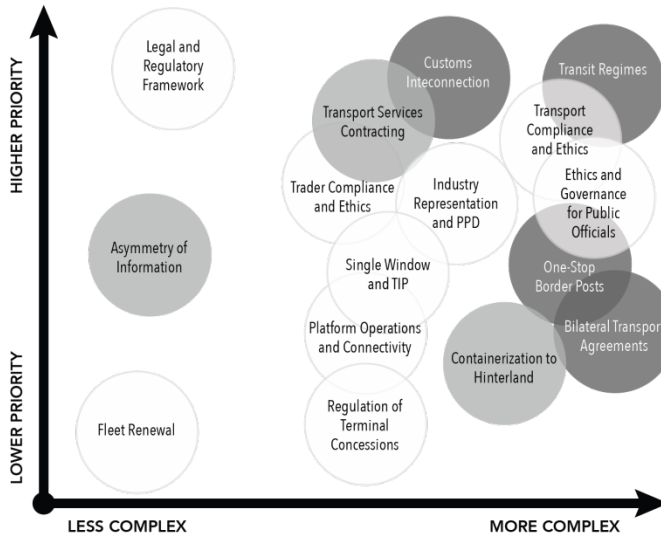 HIGHER PRIORITY
LOWER PRIORITY
Legal and
Regulatory
Framework
Customs
Inteconnection
Transit Regimes
Transport Services
Contracting
Transport
Compliance
and Ethics
Trader Compliance
and Ethics
Industry
Representation
and PPD
Ethics and
Governance
for Public
Officials
Asymmetry of
Information
Single Window
and TIP
One-Stop
Border Posts
Platform Operations
and Connectivity
Bilateral Transport
Agreements
Containerization to
Hinterland
Fleet Renewal
Regulation of
Terminal
Concessions
LESS COMPLEX
MORE COMPLEX